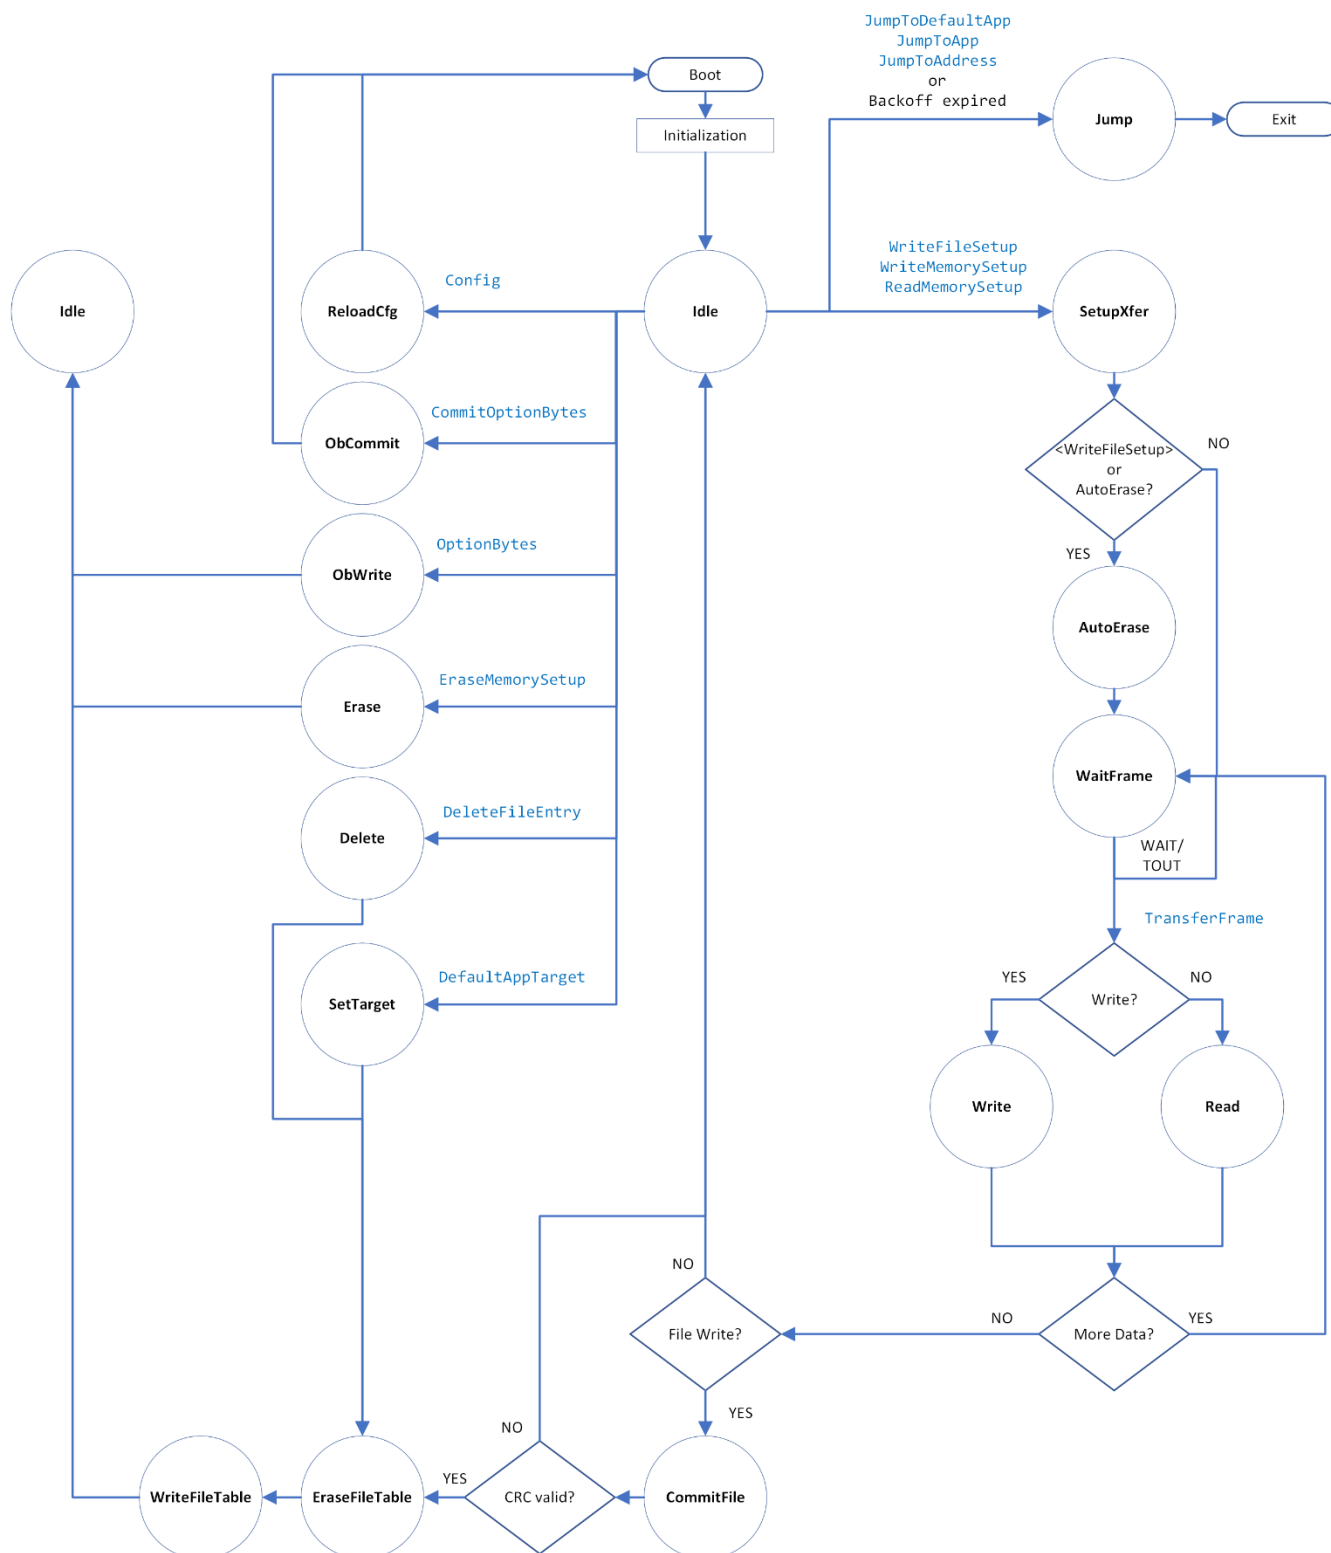 JumpToDefaultApp
JumpToApp
JumpToAddress
or
Backoff expired
Boot
Jump
Exit
Initialization
WriteFileSetup
WriteMemorySetup
ReadMemorySetup
Config
Idle
ReloadCfg
Idle
SetupXfer
CommitOptionBytes
ObCommit
<WriteFileSetup>
or
AutoErase?
NO
OptionBytes
YES
ObWrite
AutoErase
EraseMemorySetup
Erase
WaitFrame
DeleteFileEntry
Delete
WAIT/
TOUT
TransferFrame
DefaultAppTarget
SetTarget
YES
Write?
NO
Write
Read
NO
File Write?
NO
More Data?
YES
YES
NO
WriteFileTable
EraseFileTable
YES
CRC valid?
CommitFile